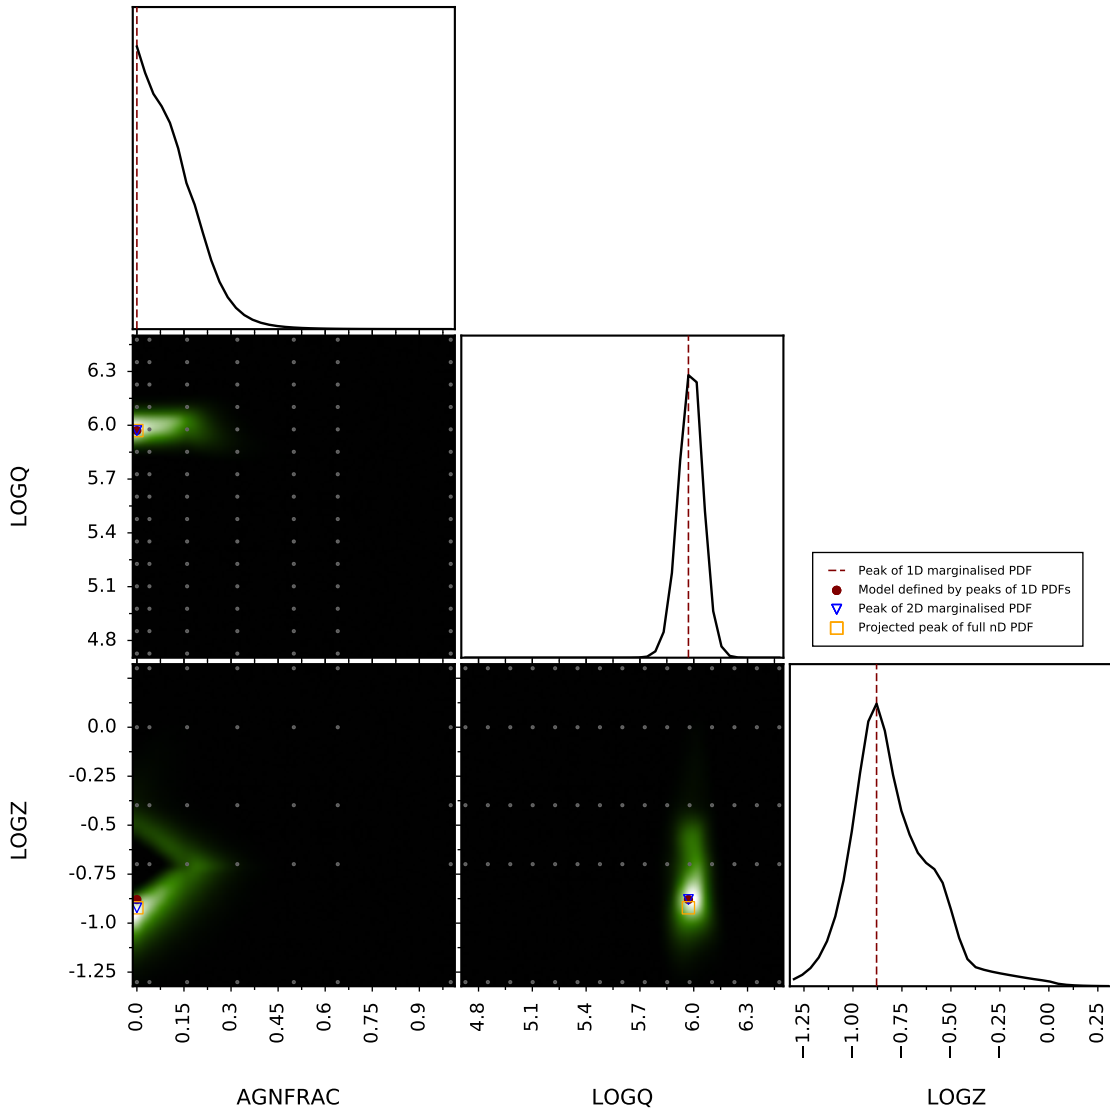 6.3
6.0
5.7
5.4
5.1
4.8
LOGQ
Peak of 1D marginalised PDF
Model defined by peaks of 1D PDFs
Peak of 2D marginalised PDF
Projected peak of full nD PDF
0.0
-0.25
-0.5
-0.75
-1.0
-1.25
LOGZ
0.0 0.15 0.3 0.45 0.6 0.75 0.9
4.8 5.1 5.4 5.7 6.0 6.3
−1.25 −1.00 −0.75 −0.50 −0.25 0.00 0.25
AGNFRAC LOGQ LOGZ